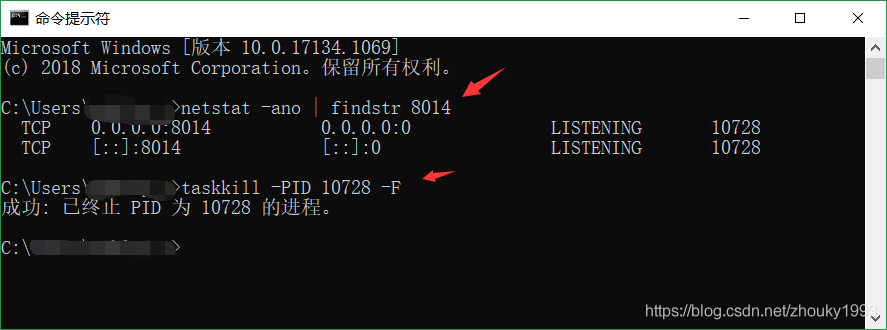 命令提示符
Microsoft Windows [版本 10.0.17134.1069]
(c) 2018 Microsoft Corporation。保留所有权利。
C:\Users\ >netstat -ano | findstr 8014
TCP 0.0.0.0:8014 0.0.0.0:0 LISTENING 10728
TCP [::]:8014 [::]:0 LISTENING 10728
C:\Users\ >taskkill -PID 10728 -F
成功: 已终止 PID 为 10728 的进程。
C:\ >
https://blog.csdn.net/zhouky1993